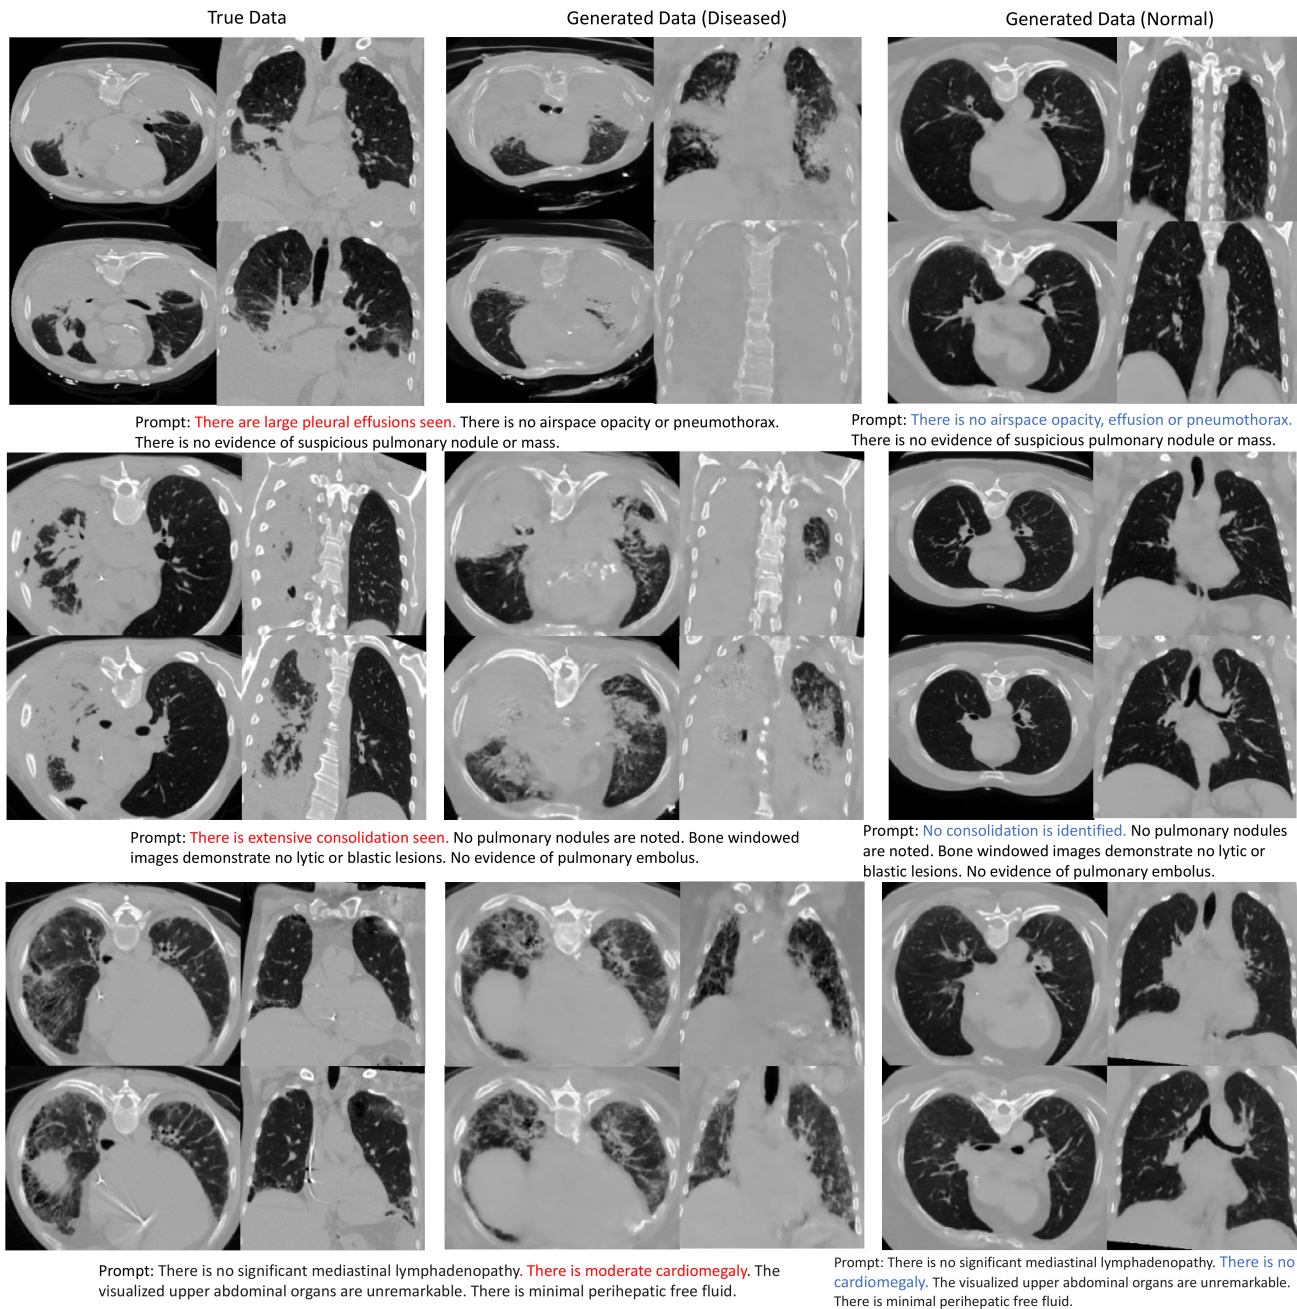 True Data
Generated Data (Diseased)
Generated Data (Normal)
Prompt: There are large pleural effusions seen. There is no airspace opacity or pneumothorax.
There is no evidence of suspicious pulmonary nodule or mass.
Prompt: There is no airspace opacity, effusion or pneumothorax.
There is no evidence of suspicious pulmonary nodule or mass.
Prompt: There is extensive consolidation seen. No pulmonary nodules are noted. Bone windowed
images demonstrate no lytic or blastic lesions. No evidence of pulmonary embolus.
Prompt: No consolidation is identified. No pulmonary nodules
are noted. Bone windowed images demonstrate no lytic or
blastic lesions. No evidence of pulmonary embolus.
Prompt: There is no significant mediastinal lymphadenopathy. There is moderate cardiomegaly. The
visualized upper abdominal organs are unremarkable. There is minimal perihepatic free fluid.
Prompt: There is no significant mediastinal lymphadenopathy. There is no
cardiomegaly. The visualized upper abdominal organs are unremarkable.
There is minimal perihepatic free fluid.